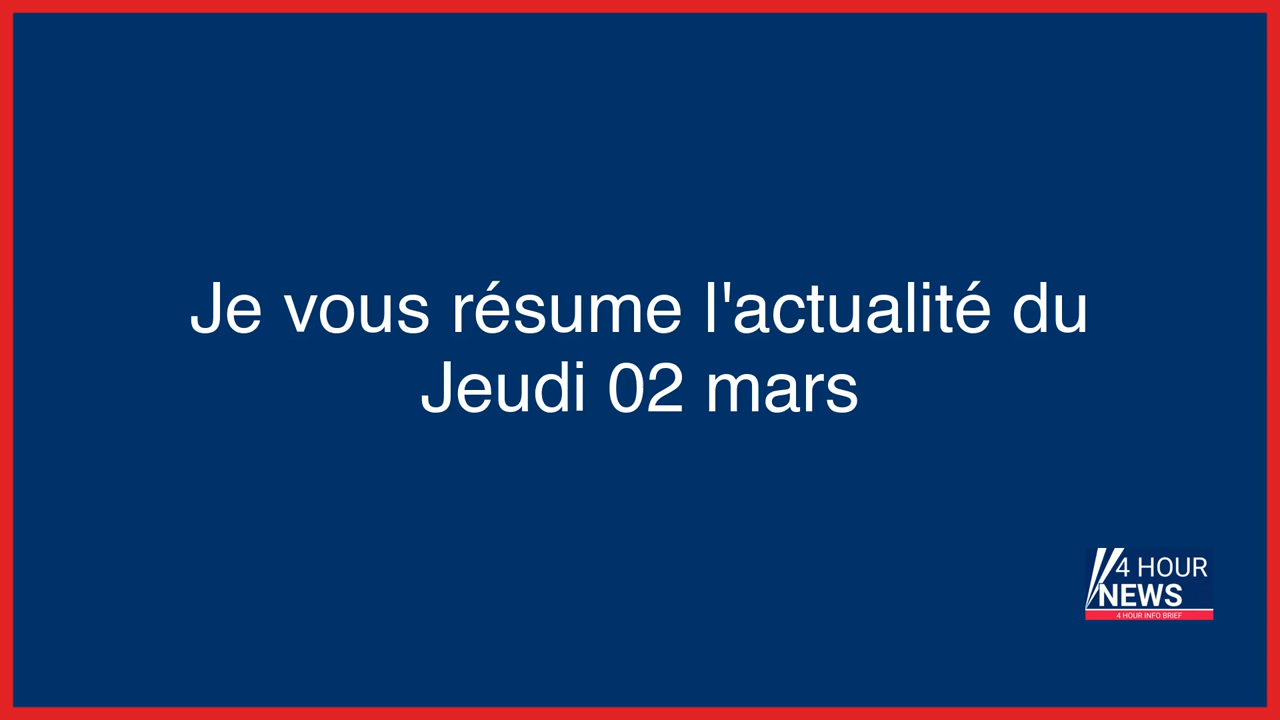 Je vous résume l'actualité du
Jeudi 02 mars
4 HOUR
NEWS
4 HOUR INFO BRIEF